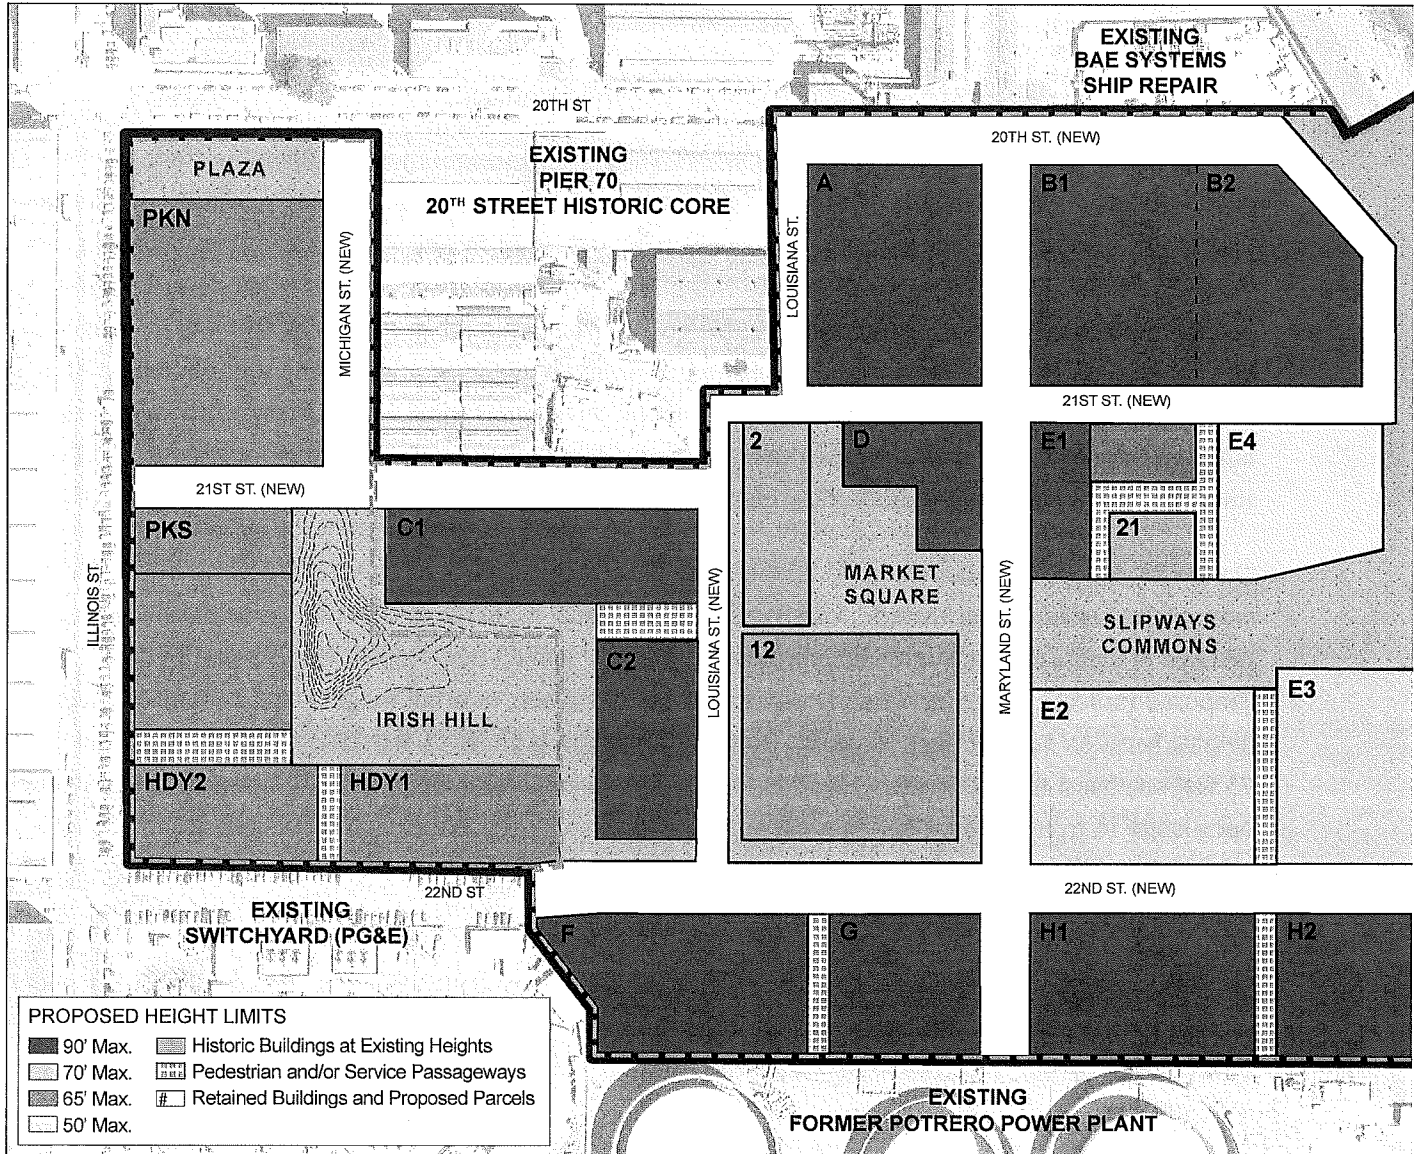 EXISTING
BAE SYSTEMS
SHIP REPAIR
20TH ST
20TH ST. (NEW)
PLAZA
EXISTING
PIER 70
20TH STREET HISTORIC CORE
PKN
A
B1
B2
LOUISIANA ST.
MICHIGAN ST. (NEW)
21ST ST. (NEW)
2
D
E1
E4
21ST ST. (NEW)
PKS
C1
21
ILLINOIS ST.
MARKET
SQUARE
LOUISIANA ST. (NEW)
MARYLAND ST. (NEW)
SLIPWAYS
COMMONS
12
C2
IRISH HILL
E2
E3
HDY2
HDY1
22ND ST
22ND ST. (NEW)
EXISTING
SWITCHYARD (PG&E)
F
G
H1
H2
PROPOSED HEIGHT LIMITS
90' Max.
70' Max.
65' Max.
50' Max.
Historic Buildings at Existing Heights
Pedestrian and/or Service Passageways
# Retained Buildings and Proposed Parcels
EXISTING
FORMER POTRERO POWER PLANT